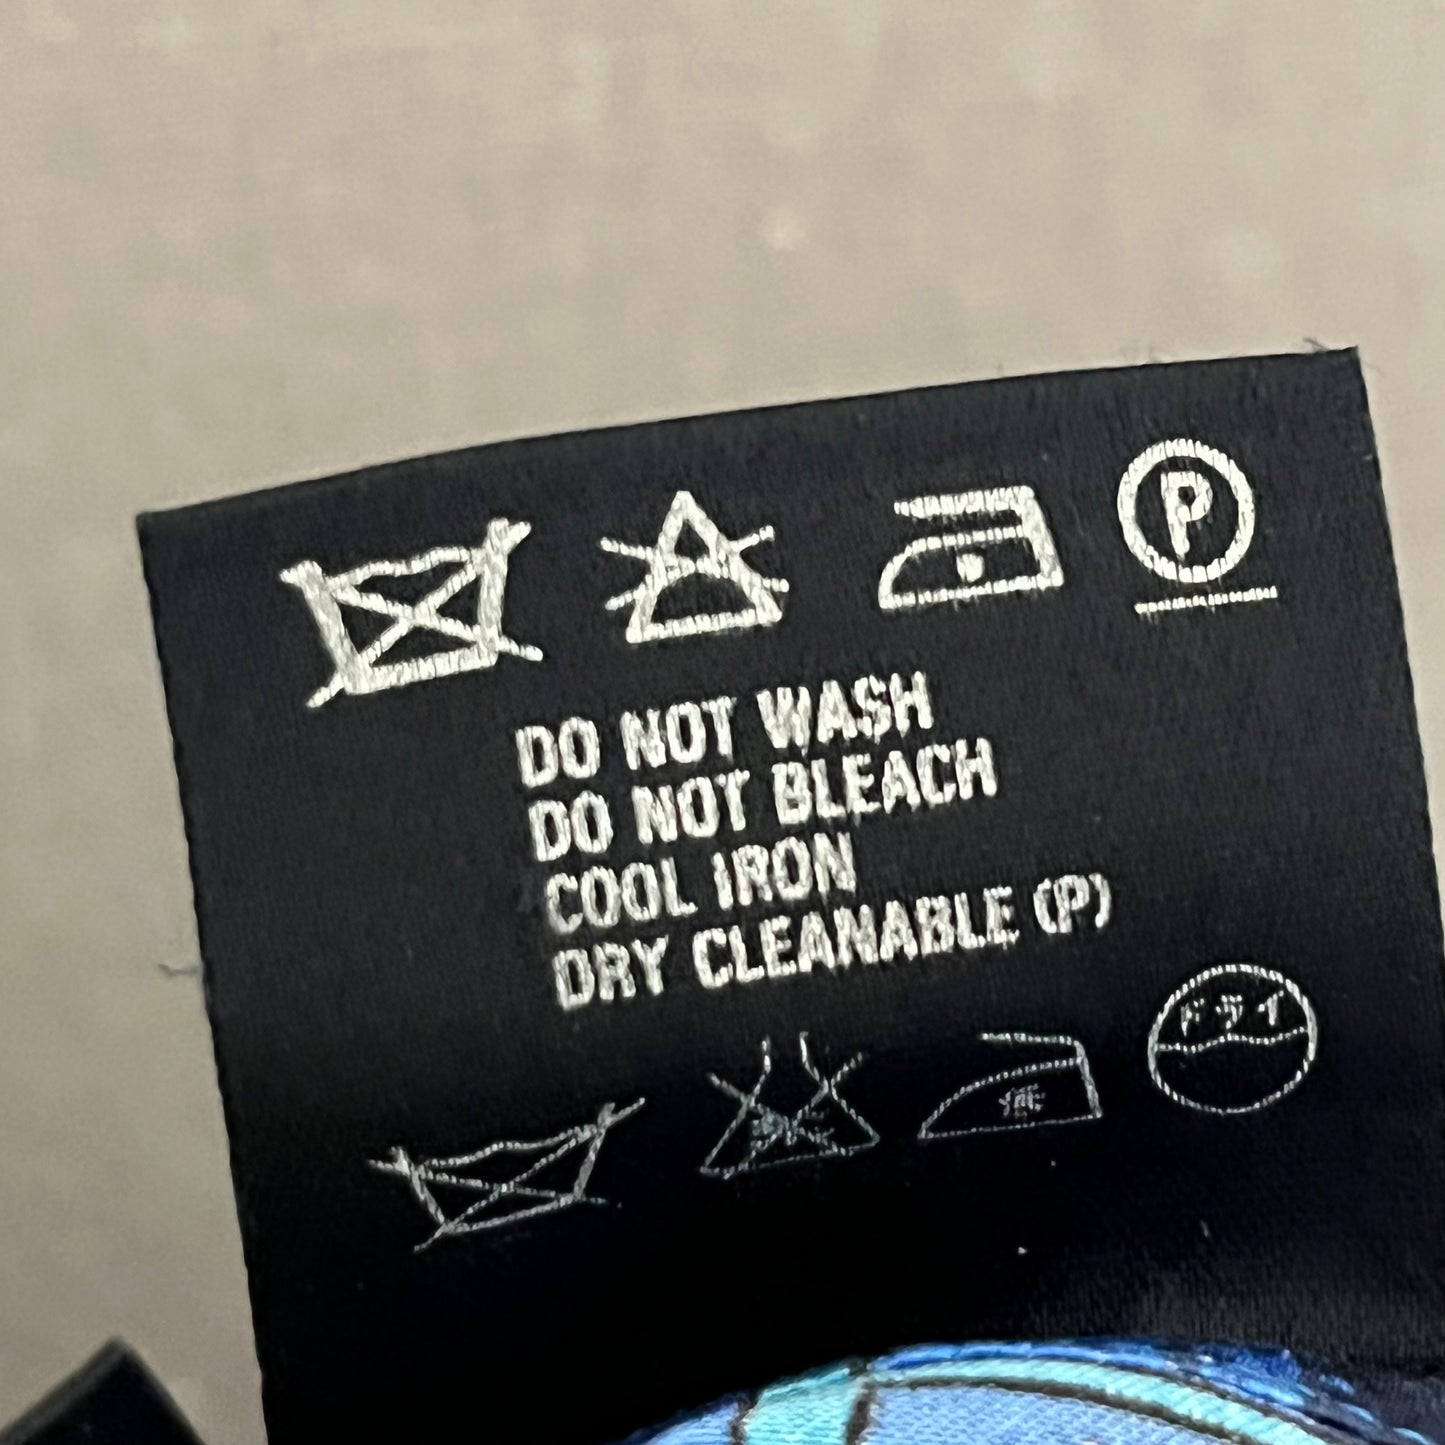 P
DO NOT WASH
DO NOT BLEACH
COOL IRON
DRY CLEANABLE (P)
ドライ